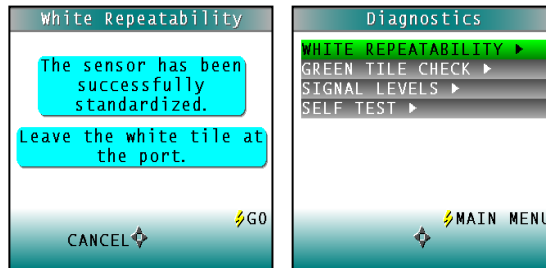 White Repeatability
The sensor has been
successfully
standardized.
Leave the white tile at
the port.
GO
CANCEL
Diagnostics
WHITE REPEATABILITY
GREEN TILE CHECK
SIGNAL LEVELS
SELF TEST
MAIN MENU